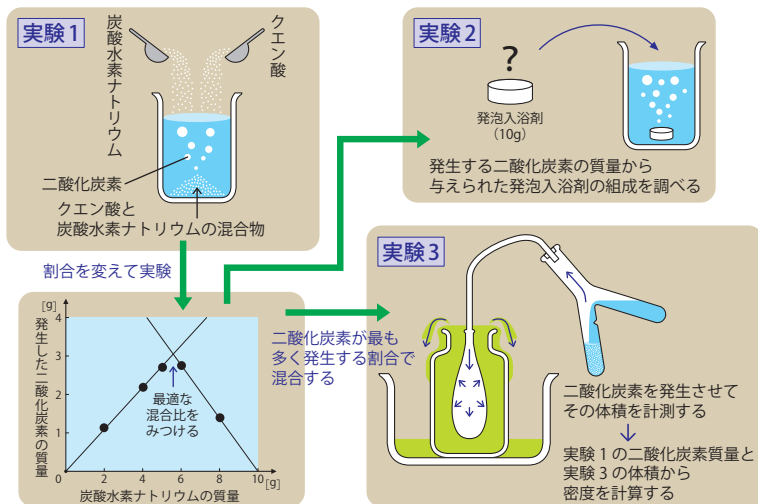 実験1
炭酸水素ナトリウム
クエン酸
二酸化炭素
クエン酸と
炭酸水素ナトリウムの混合物
実験2
?
発泡入浴剤
（10g）
発生する二酸化炭素の質量から
与えられた発泡入浴剤の組成を調べる
割合を変えて実験
[g]
4
3
2
1
0
2
4
6
8
10
[g]
発生した二酸化炭素の質量
最適な
混合比を
みつける
炭酸水素ナトリウムの質量
二酸化炭素が最も
多く発生する割合で
混合する
実験3
二酸化炭素を発生させて
その体積を計測する
実験1の二酸化炭素質量と
実験3の体積から
密度を計算する